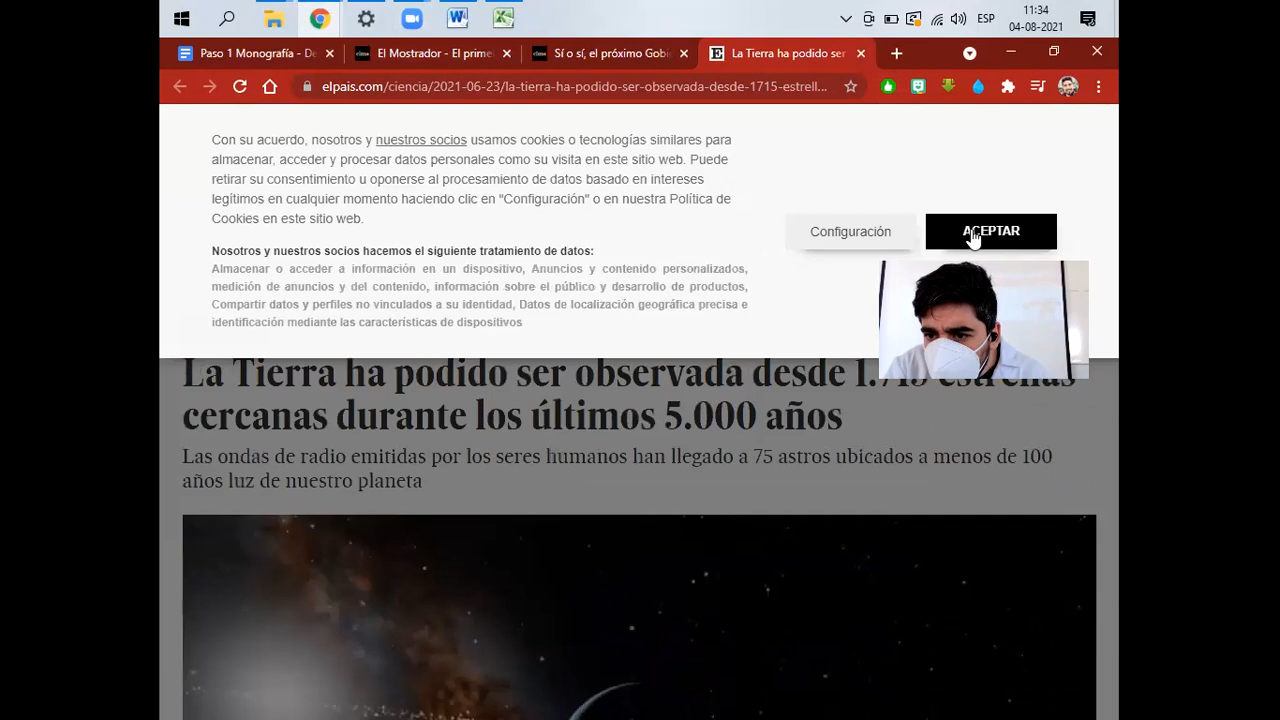 11:34
ESP
04-08-2021
Paso 1 Monografía - De
El Mostrador - El prime
Sí o sí, el próximo Gobi
La Tierra ha podido ser
elpais.com/ciencia/2021-06-23/la-tierra-ha-podido-ser-observada-desde-1715-estrell...
Con su acuerdo, nosotros y nuestros socios usamos cookies o tecnologías similares para
almacenar, acceder y procesar datos personales como su visita en este sitio web. Puede
retirar su consentimiento u oponerse al procesamiento de datos basado en intereses
legítimos en cualquier momento haciendo clic en "Configuración" o en nuestra Política de
Cookies en este sitio web.
Configuración
ACEPTAR
Nosotros y nuestros socios hacemos el siguiente tratamiento de datos:
Almacenar o acceder a información en un dispositivo, Anuncios y contenido personalizados,
medición de anuncios y del contenido, información sobre el público y desarrollo de productos,
Compartir datos y perfiles no vinculados a su identidad, Datos de localización geográfica precisa e
identificación mediante las características de dispositivos
La Tierra ha podido ser observada desde 1.715 estrellas
cercanas durante los últimos 5.000 años
Las ondas de radio emitidas por los seres humanos han llegado a 75 astros ubicados a menos de 100
años luz de nuestro planeta